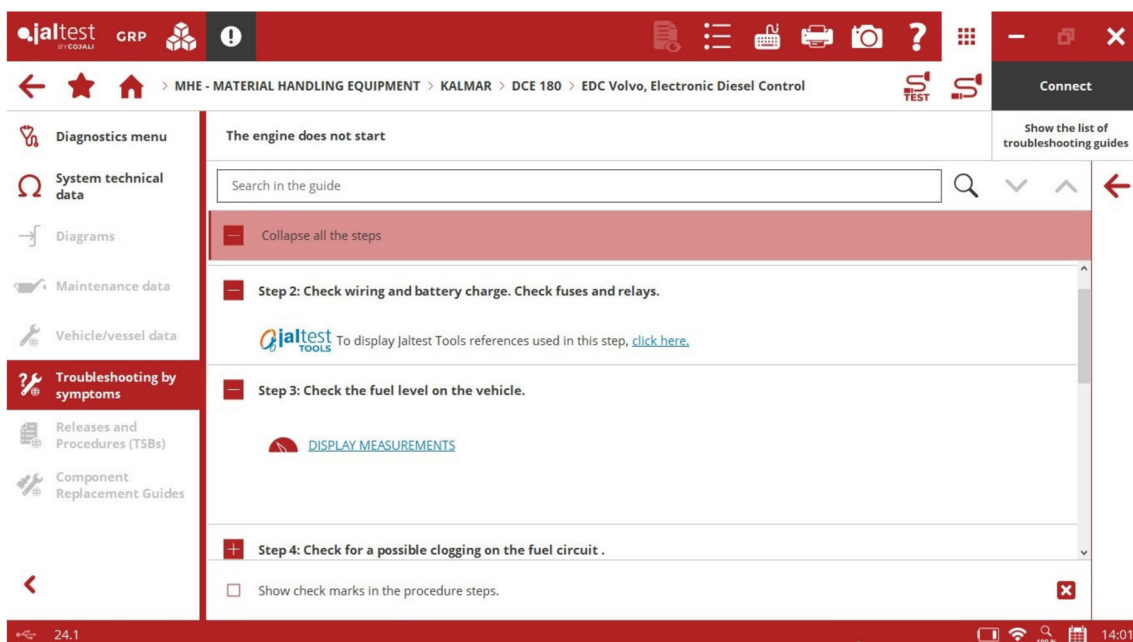 jaltest GRP
BY COJALI
TEST
> MHE - MATERIAL HANDLING EQUIPMENT > KALMAR > DCE 180 > EDC Volvo, Electronic Diesel Control
Connect
Diagnostics menu
System technical
data
Diagrams
Maintenance data
Vehicle/vessel data
Troubleshooting by
symptoms
Releases and
Procedures (TSBs)
Component
Replacement Guides
The engine does not start
Show the list of
troubleshooting guides
Search in the guide
Collapse all the steps
Step 2: Check wiring and battery charge. Check fuses and relays.
jaltest
TOOLS
To display Jaltest Tools references used in this step, click here.
Step 3: Check the fuel level on the vehicle.
DISPLAY MEASUREMENTS
Step 4: Check for a possible clogging on the fuel circuit .
Show check marks in the procedure steps.
24.1
100 %
14:01